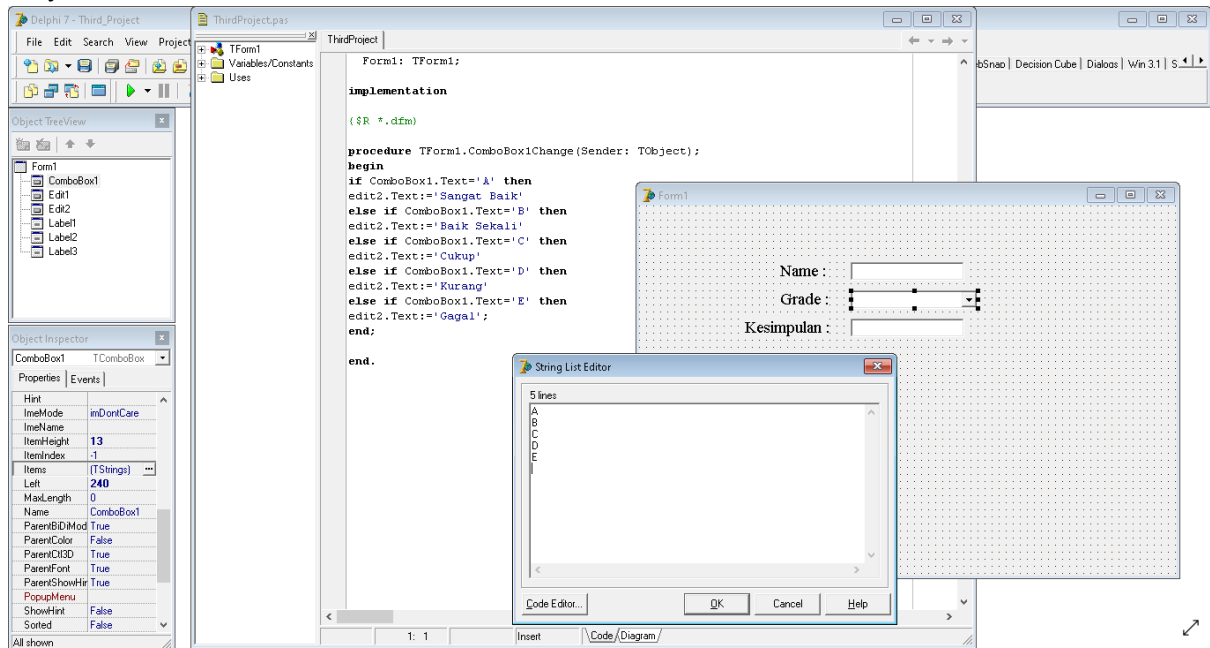 Delphi 7 - Third_Project
File Edit Search View Project
Object TreeView
Form1
ComboBox1
Edit1
Edit2
Label1
Label2
Label3
Object Inspector
ComboBox1 TComboBox
Properties Events
Hint
ImeMode imDontCare
ImeName
ItemHeight 13
ItemIndex -1
Items (TStrings)
Left 240
MaxLength 0
Name ComboBox1
ParentBiDiMod True
ParentColor False
ParentCtl3D True
ParentFont True
ParentShowHir True
PopupMenu
ShowHint False
Sorted False
All shown
ThirdProject.pas
TForm1
Variables/Constants
Uses
ThirdProject
Form1: TForm1;
implementation
{$R *.dfm}
procedure TForm1.ComboBox1Change(Sender: TObject);
begin
if ComboBox1.Text='A' then
edit2.Text:='Sangat Baik'
else if ComboBox1.Text='B' then
edit2.Text:='Baik Sekali'
else if ComboBox1.Text='C' then
edit2.Text:='Cukup'
else if ComboBox1.Text='D' then
edit2.Text:='Kurang'
else if ComboBox1.Text='E' then
edit2.Text:='Gagal';
end;
end.
1: 1 Insert \Code/Diagram/
bSnap Decision Cube Dialogs Win 3.1 S
Form1
Name :
Grade :
Kesimpulan :
String List Editor
5 lines
A
B
C
D
E
Code Editor... OK Cancel Help